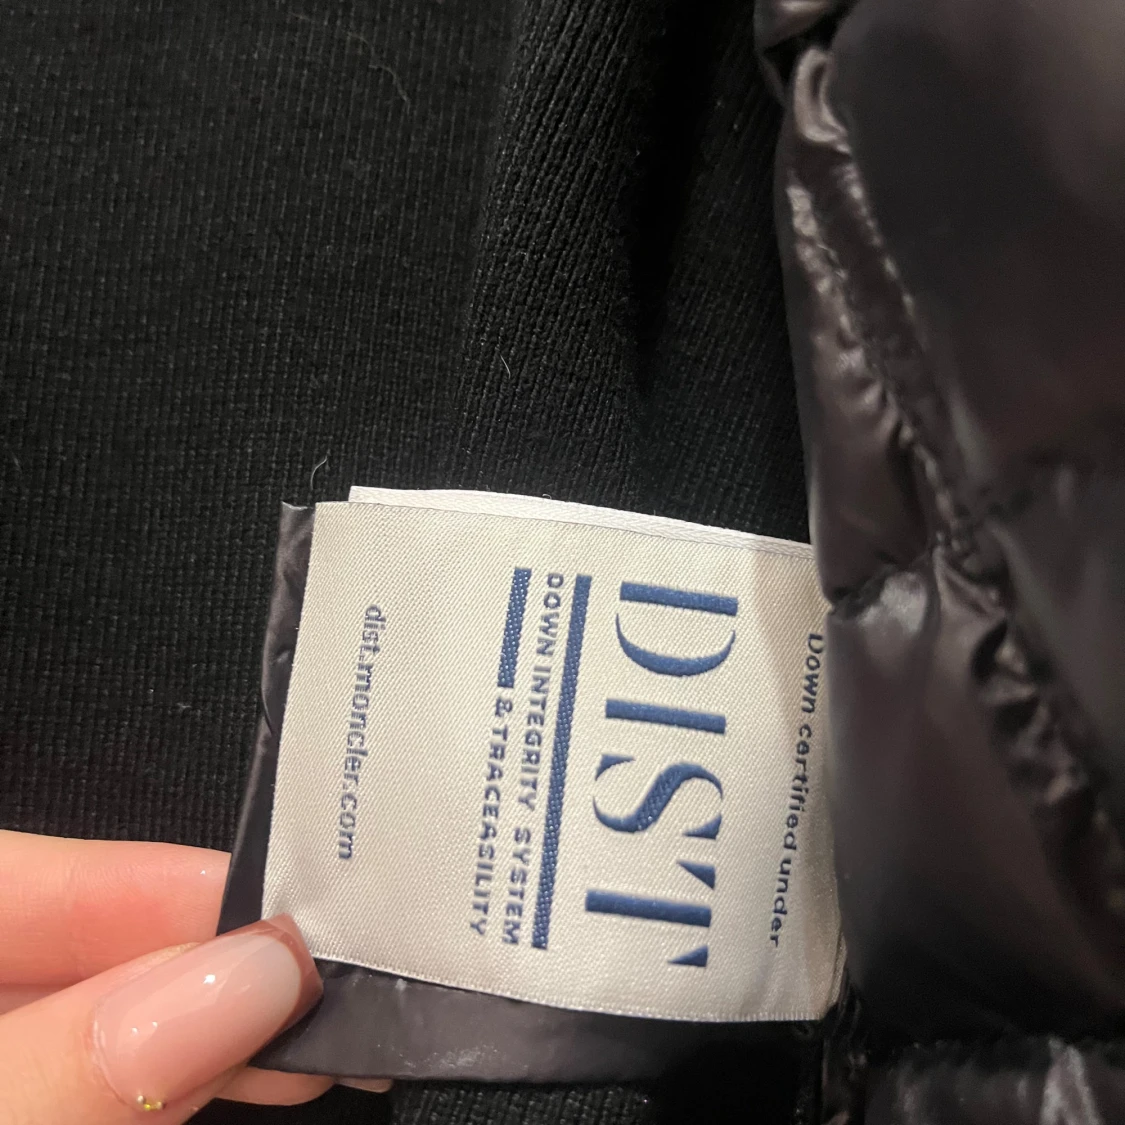 Down certified under
DIST
DOWN INTEGRITY SYSTEM
& TRACEABILITY
dist.moncler.com